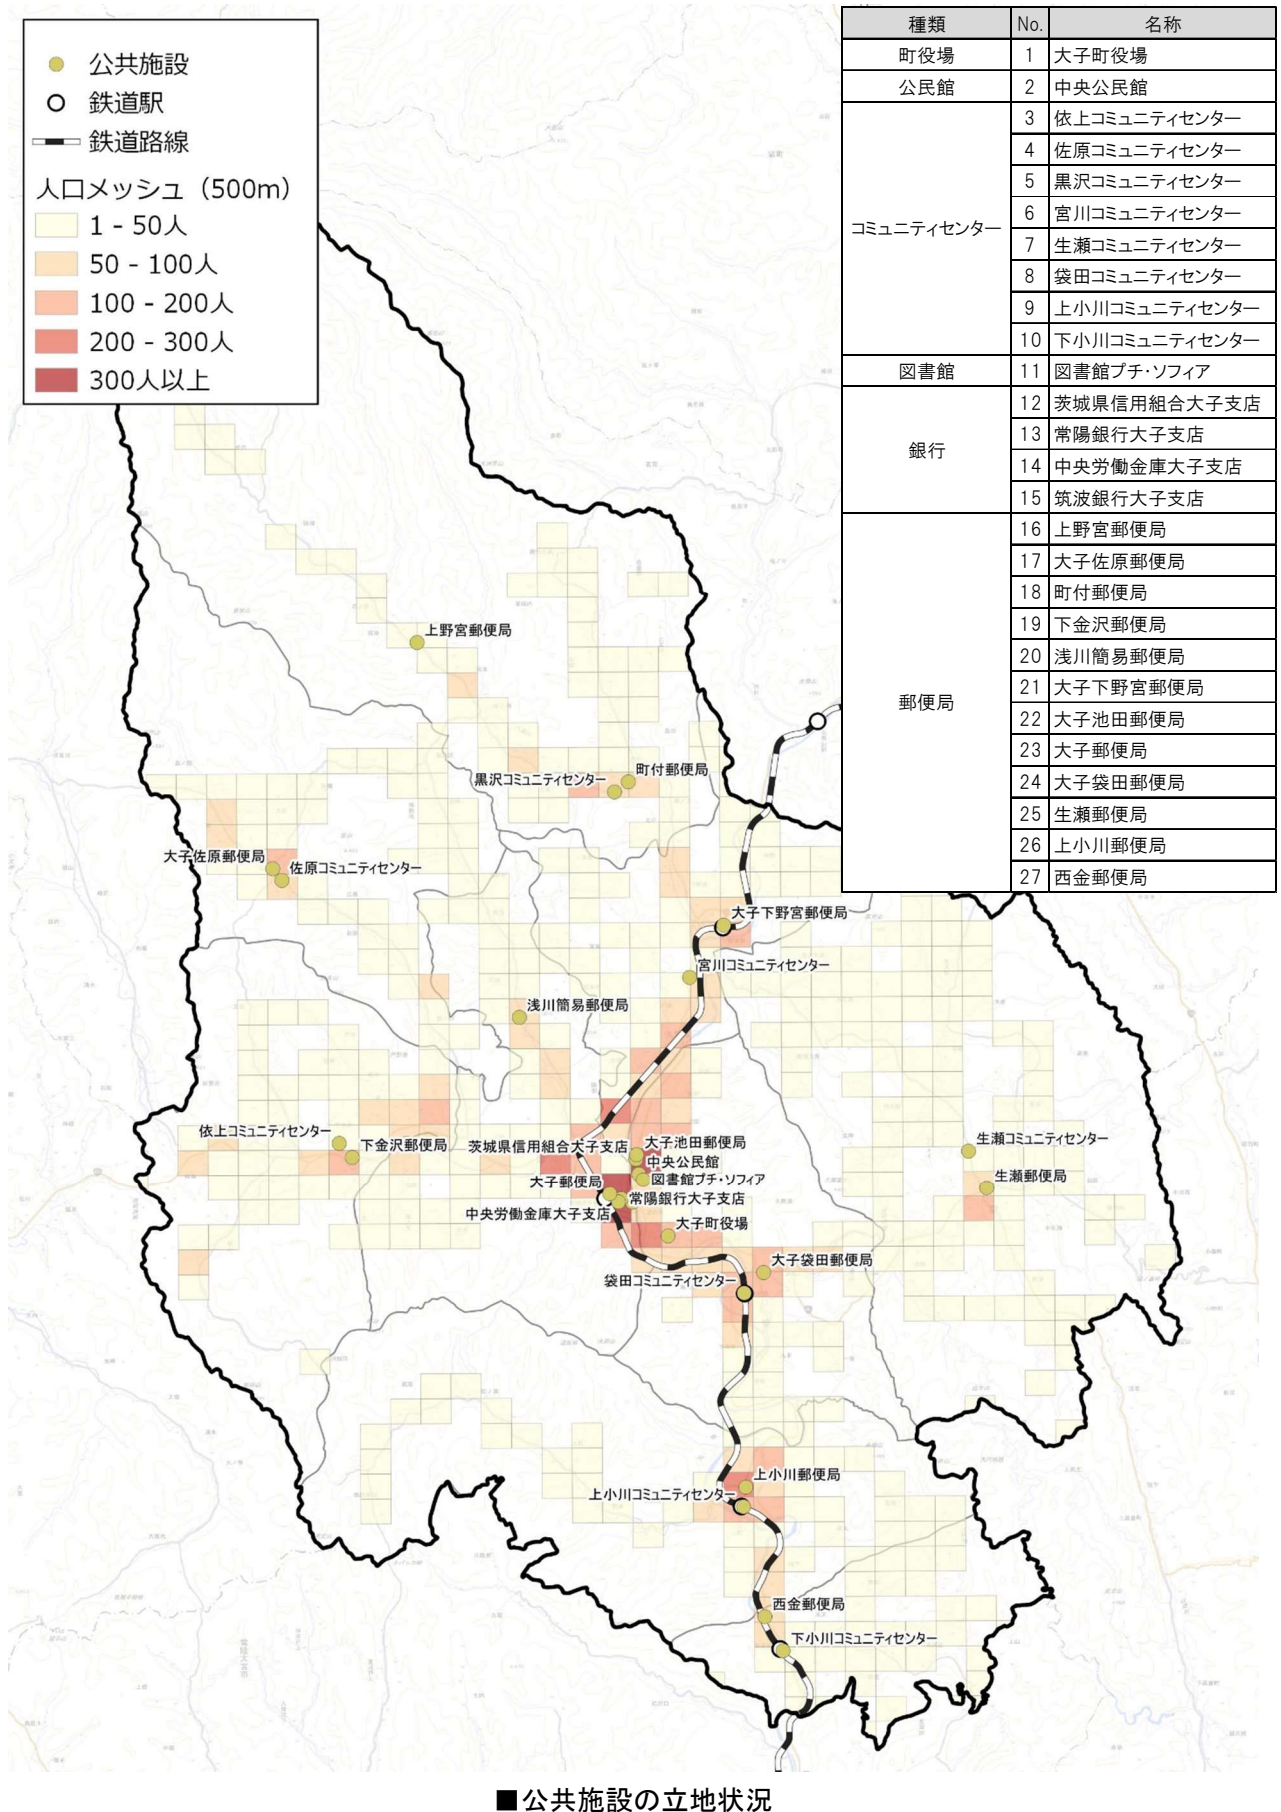 公共施設
鉄道駅
鉄道路線
人口メッシュ（500m）
1 - 50人
50 - 100人
100 - 200人
200 - 300人
300人以上
種類 No. 名称
町役場 1 大子町役場
公民館 2 中央公民館
コミュニティセンター
3 依上コミュニティセンター
4 佐原コミュニティセンター
5 黒沢コミュニティセンター
6 宮川コミュニティセンター
7 生瀬コミュニティセンター
8 袋田コミュニティセンター
9 上小川コミュニティセンター
10 下小川コミュニティセンター
図書館 11 図書館プチ・ソフィア
銀行
12 茨城県信用組合大子支店
13 常陽銀行大子支店
14 中央労働金庫大子支店
15 筑波銀行大子支店
郵便局
16 上野宮郵便局
17 大子佐原郵便局
18 町付郵便局
19 下金沢郵便局
20 浅川簡易郵便局
21 大子下野宮郵便局
22 大子池田郵便局
23 大子郵便局
24 大子袋田郵便局
25 生瀬郵便局
26 上小川郵便局
27 西金郵便局
上野宮郵便局
町付郵便局
黒沢コミュニティセンター
大子佐原郵便局
佐原コミュニティセンター
大子下野宮郵便局
宮川コミュニティセンター
浅川簡易郵便局
依上コミュニティセンター
下金沢郵便局
茨城県信用組合大子支店
大子池田郵便局
中央公民館
生瀬コミュニティセンター
生瀬郵便局
大子郵便局
図書館プチ・ソフィア
常陽銀行大子支店
中央労働金庫大子支店
大子町役場
大子袋田郵便局
袋田コミュニティセンター
上小川郵便局
上小川コミュニティセンター
西金郵便局
下小川コミュニティセンター
■公共施設の立地状況